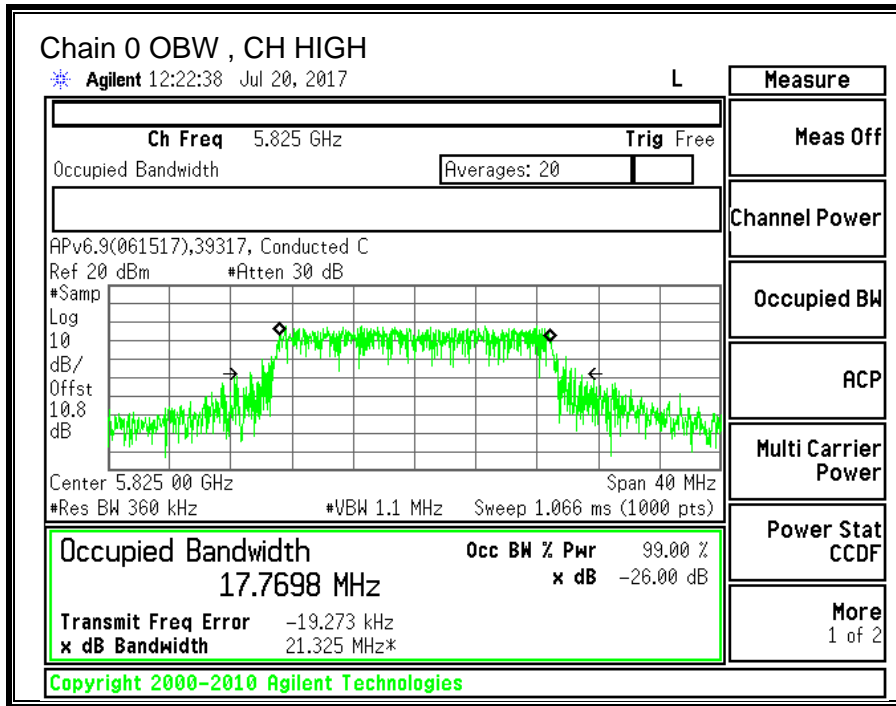 Chain 0 OBW , CH HIGH
Agilent 12:22:38 Jul 20, 2017 L
Measure
Ch Freq 5.825 GHz Trig Free
Meas Off
Occupied Bandwidth Averages: 20
Channel Power
APv6.9(061517),39317, Conducted C
Ref 20 dBm #Atten 30 dB
#Samp
Occupied BW
Log
10
dB/
ACP
Offst
10.8
dB
Multi Carrier
Power
Center 5.825 00 GHz Span 40 MHz
#Res BW 360 kHz #VBW 1.1 MHz Sweep 1.066 ms (1000 pts)
Power Stat
CCDF
Occupied Bandwidth Occ BW % Pwr 99.00 %
17.7698 MHz x dB -26.00 dB
More
1 of 2
Transmit Freq Error -19.273 kHz
x dB Bandwidth 21.325 MHz*
Copyright 2000-2010 Agilent Technologies